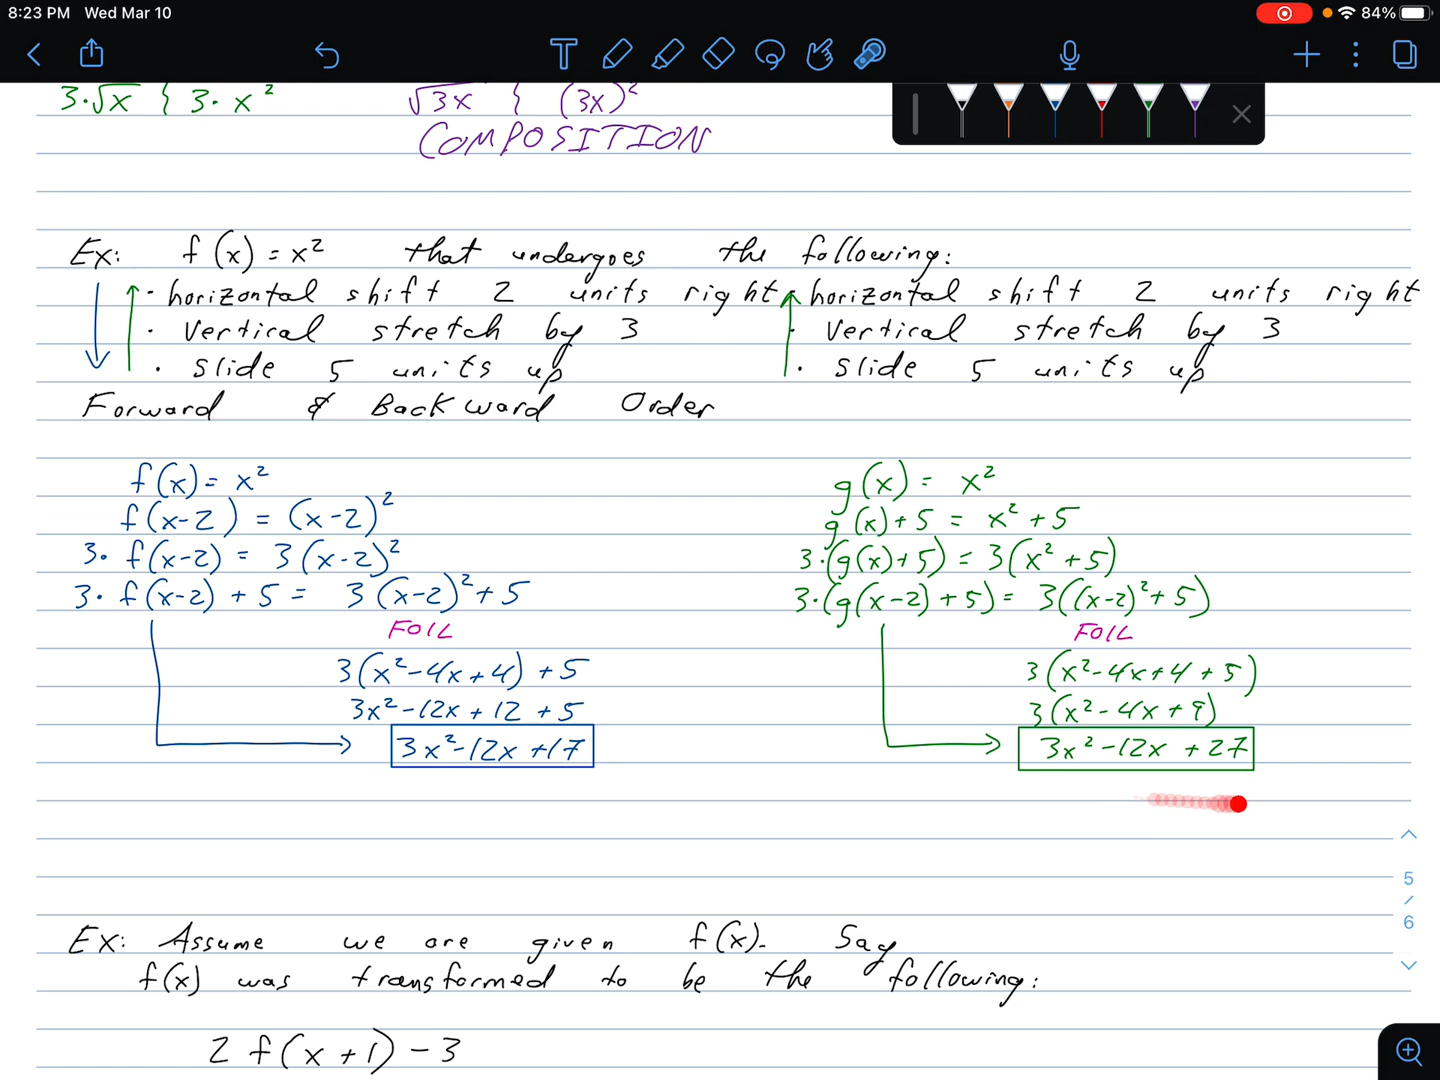 8:23 PM Wed Mar 10
84%
3·√x { 3· x²
√3x { (3x)²
COMPOSITION
Ex: f(x) = x² that undergoes the following:
· horizontal shift 2 units right
· vertical stretch by 3
· slide 5 units up
· horizontal shift 2 units right
· vertical stretch by 3
· slide 5 units up
Forward & Backward Order
f(x) = x²
f(x-2) = (x-2)²
3· f(x-2) = 3(x-2)²
3· f(x-2) + 5 = 3(x-2)² + 5
FOIL
3(x²-4x+4) + 5
3x²-12x+12 + 5
3x²-12x+17
g(x) = x²
g(x)+5 = x²+5
3·(g(x)+5) = 3(x²+5)
3·(g(x-2)+5) = 3((x-2)²+5)
FOIL
3(x²-4x+4+5)
3(x²-4x+9)
3x²-12x+27
5
/
6
Ex: Assume we are given f(x). Say
f(x) was transformed to be the following:
2 f(x+1) - 3